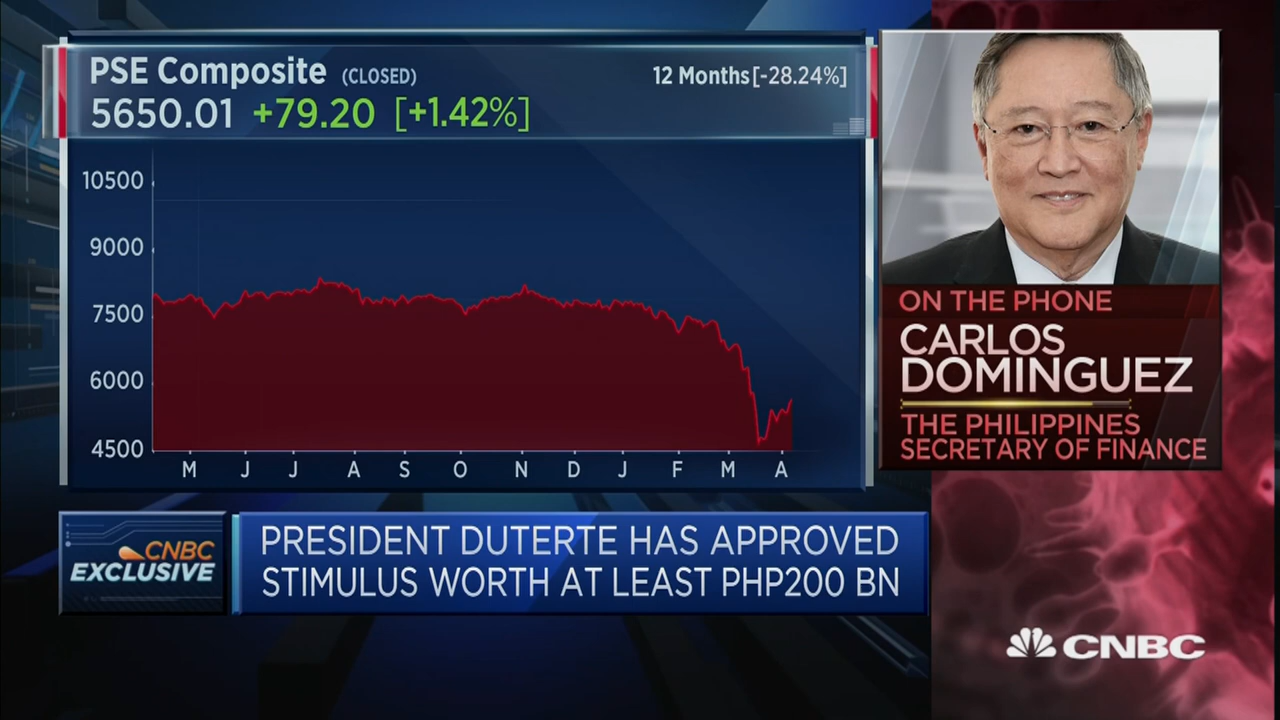 PSE Composite (CLOSED)
12 Months[-28.24%]
5650.01 +79.20 [+1.42%]
10500
9000
7500
6000
4500
M J J A S O N D J F M A
ON THE PHONE
CARLOS
DOMINGUEZ
THE PHILIPPINES
SECRETARY OF FINANCE
CNBC
EXCLUSIVE
PRESIDENT DUTERTE HAS APPROVED
STIMULUS WORTH AT LEAST PHP200 BN
CNBC